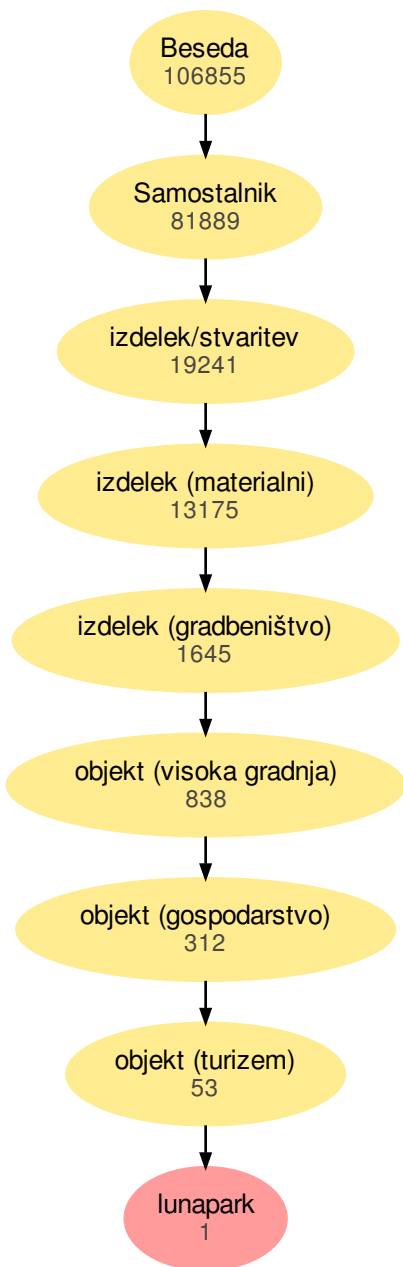 Beseda
106855
Samostalnik
81889
izdelek/stvaritev
19241
izdelek (materialni)
13175
izdelek (gradbeništvo)
1645
objekt (visoka gradnja)
838
objekt (gospodarstvo)
312
objekt (turizem)
53
lunapark
1